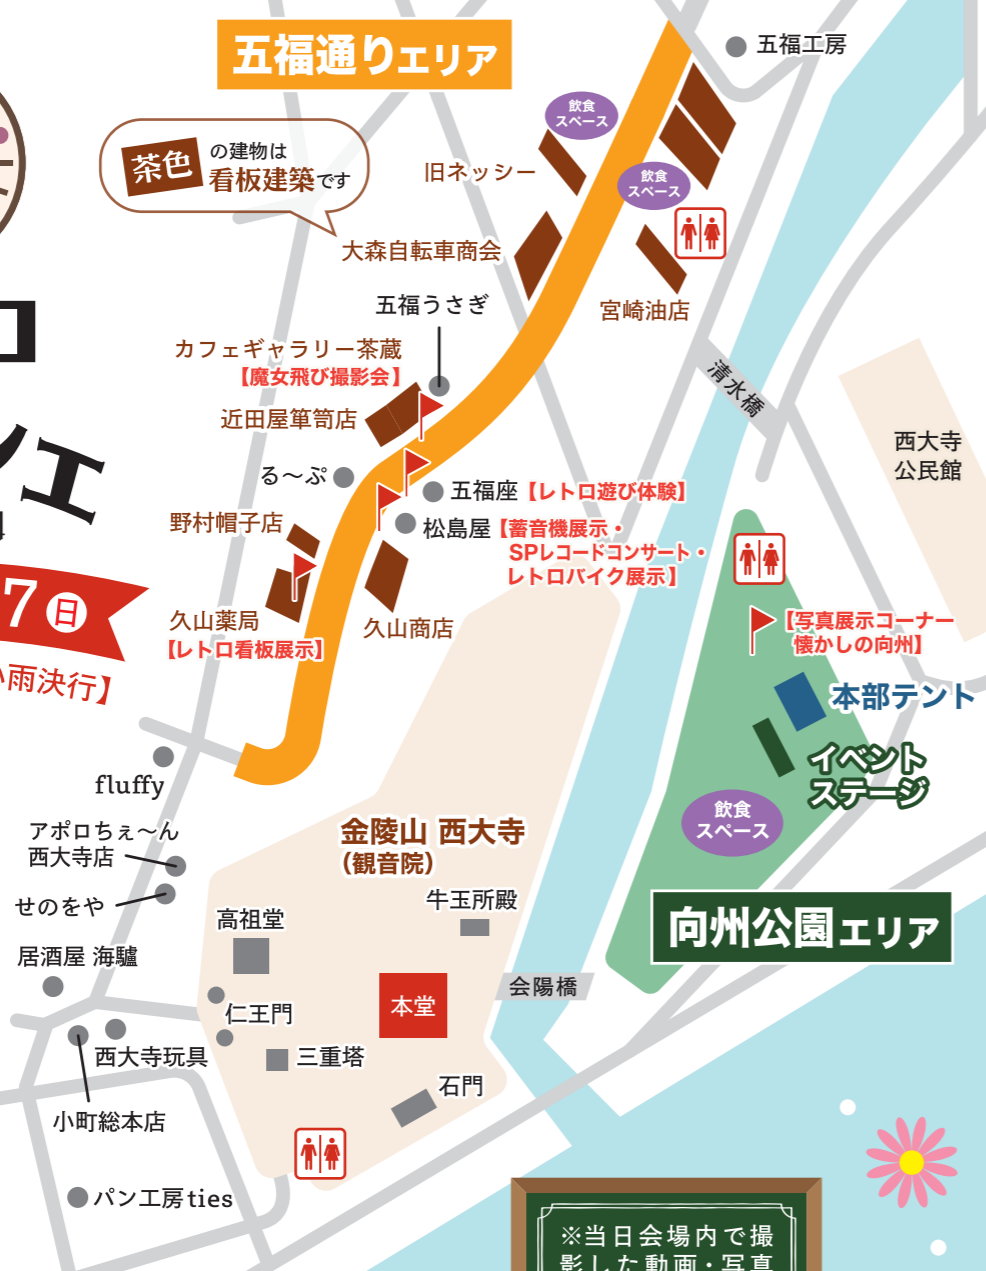 五福通りエリア
五福工房
飲食
スペース
茶色の建物は
看板建築です
旧ネッシー
飲食
スペース
大森自転車商会
宮崎油店
五福うさぎ
カフェギャラリー茶蔵
【魔女飛び撮影会】
清水橋
近田屋箪笥店
西大寺
公民館
る〜ぷ
五福座【レトロ遊び体験】
野村帽子店
松島屋【蓄音機展示・
SPレコードコンサート・
レトロバイク展示】
ェ
7日
久山薬局
【レトロ看板展示】
久山商店
【写真展示コーナー
懐かしの向州】
雨決行】
本部テント
イベント
ステージ
fluffy
飲食
スペース
アポロちぇ〜ん
西大寺店
金陵山 西大寺
（観音院）
せのをや
牛玉所殿
高祖堂
向州公園エリア
居酒屋 海驢
会陽橋
本堂
仁王門
西大寺玩具
三重塔
石門
小町総本店
パン工房ties
※当日会場内で撮
影した動画・写真